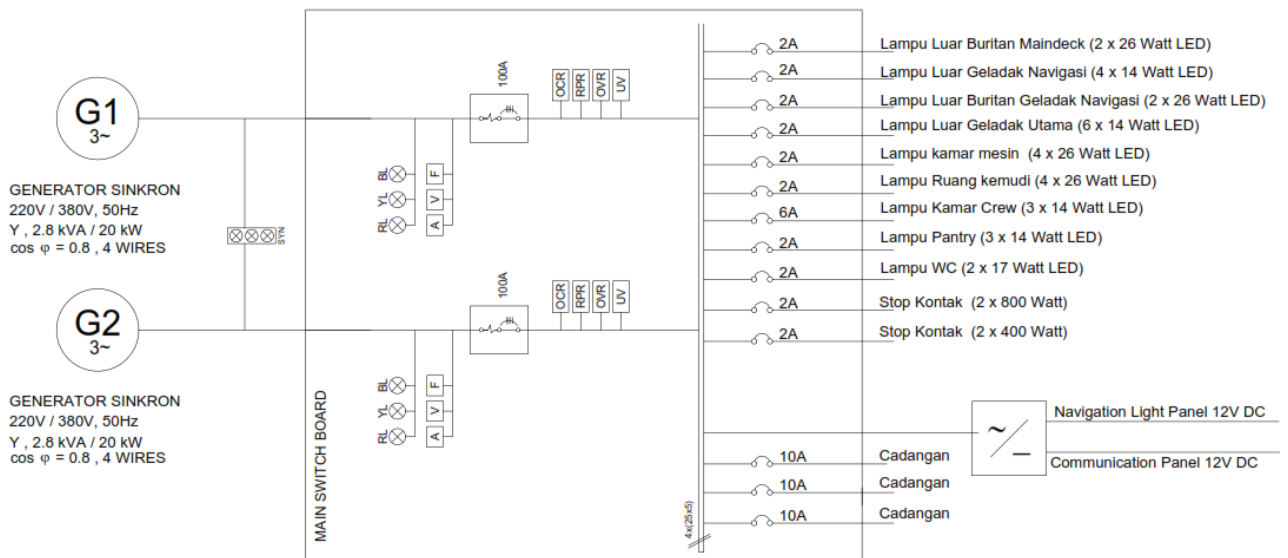 G1
3~
GENERATOR SINKRON
220V / 380V, 50Hz
Y , 2.8 kVA / 20 kW
cos φ = 0.8 , 4 WIRES
SYN
G2
3~
GENERATOR SINKRON
220V / 380V, 50Hz
Y , 2.8 kVA / 20 kW
cos φ = 0.8 , 4 WIRES
MAIN SWITCH BOARD
BL
YL
RL
F
V
A
100A
OCR
RPR
OVR
UV
BL
YL
RL
F
V
A
100A
OCR
RPR
OVR
UV
4x(25x5)
2A Lampu Luar Buritan Maindeck (2 x 26 Watt LED)
2A Lampu Luar Geladak Navigasi (4 x 14 Watt LED)
2A Lampu Luar Buritan Geladak Navigasi (2 x 26 Watt LED)
2A Lampu Luar Geladak Utama (6 x 14 Watt LED)
2A Lampu kamar mesin (4 x 26 Watt LED)
2A Lampu Ruang kemudi (4 x 26 Watt LED)
6A Lampu Kamar Crew (3 x 14 Watt LED)
2A Lampu Pantry (3 x 14 Watt LED)
2A Lampu WC (2 x 17 Watt LED)
2A Stop Kontak (2 x 800 Watt)
2A Stop Kontak (2 x 400 Watt)
Navigation Light Panel 12V DC
Communication Panel 12V DC
10A Cadangan
10A Cadangan
10A Cadangan